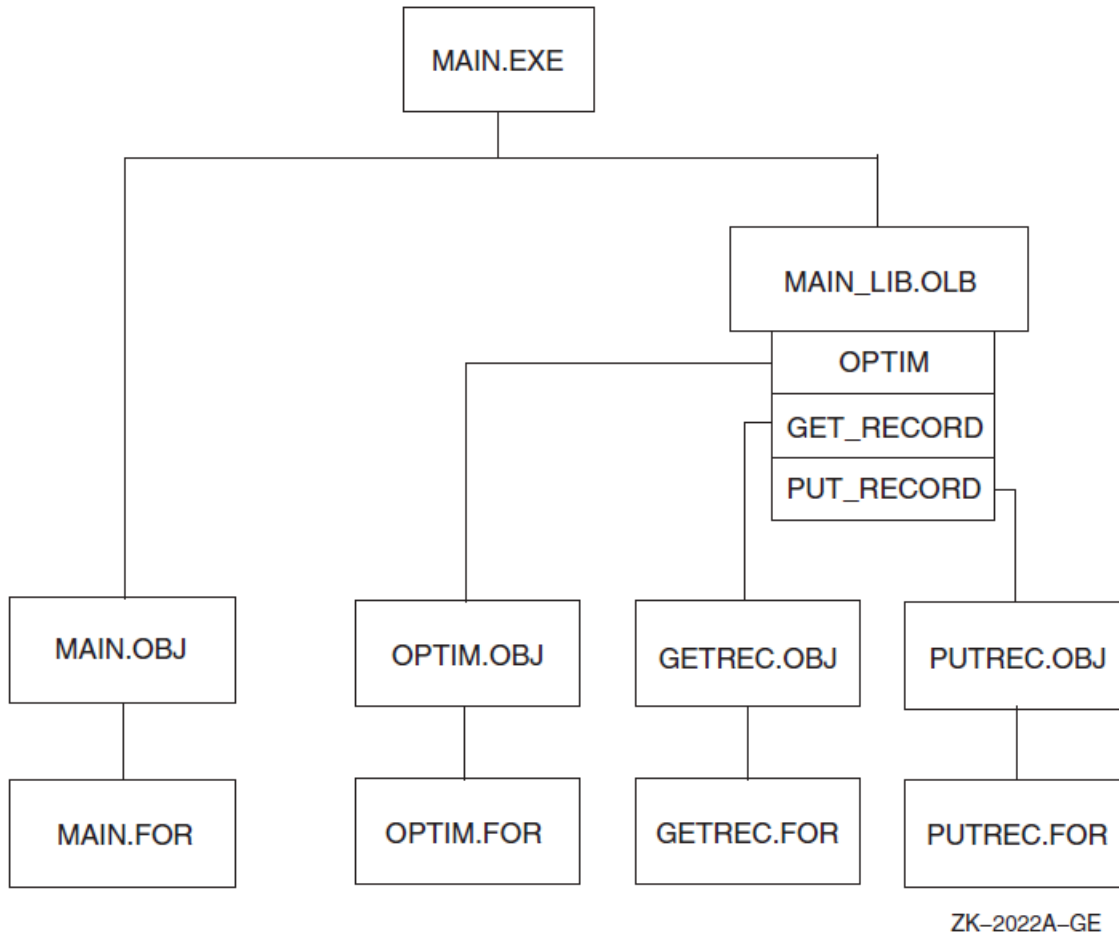 MAIN.EXE
MAIN_LIB.OLB
OPTIM
GET_RECORD
PUT_RECORD
MAIN.OBJ
OPTIM.OBJ
GETREC.OBJ
PUTREC.OBJ
MAIN.FOR
OPTIM.FOR
GETREC.FOR
PUTREC.FOR
ZK–2022A–GE